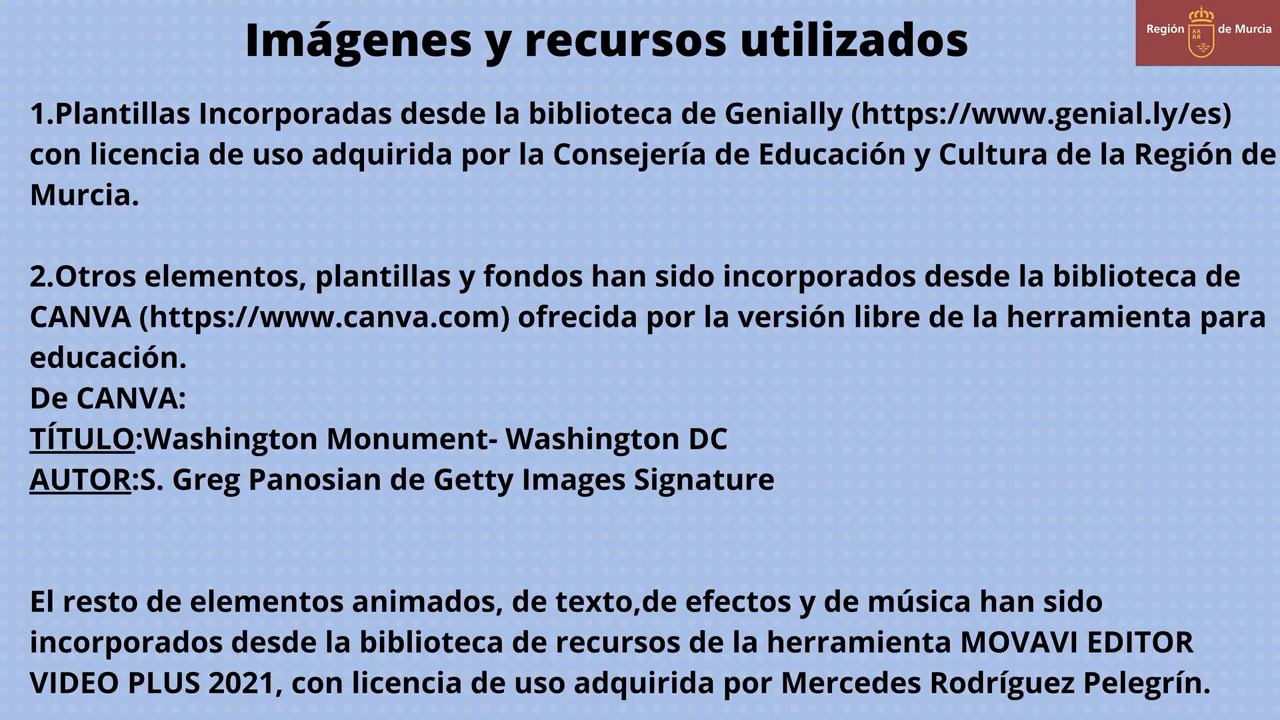 Imágenes y recursos utilizados
Región de Murcia
1.Plantillas Incorporadas desde la biblioteca de Genially (https://www.genial.ly/es)
con licencia de uso adquirida por la Consejería de Educación y Cultura de la Región de
Murcia.
2.Otros elementos, plantillas y fondos han sido incorporados desde la biblioteca de
CANVA (https://www.canva.com) ofrecida por la versión libre de la herramienta para
educación.
De CANVA:
TÍTULO:Washington Monument- Washington DC
AUTOR:S. Greg Panosian de Getty Images Signature
El resto de elementos animados, de texto,de efectos y de música han sido
incorporados desde la biblioteca de recursos de la herramienta MOVAVI EDITOR
VIDEO PLUS 2021, con licencia de uso adquirida por Mercedes Rodríguez Pelegrín.